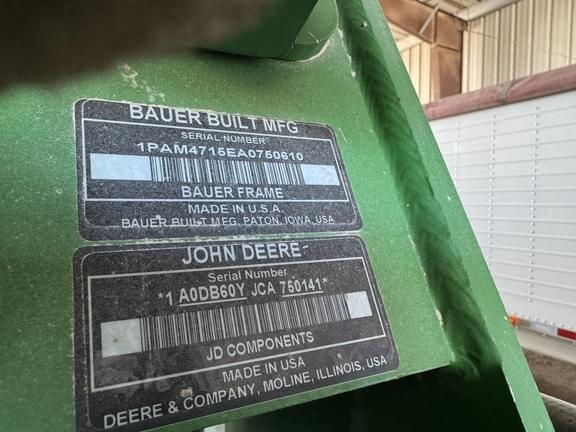 BAUER BUILT MFG
SERIAL NUMBER
1PAM4715EA0750610
BAUER FRAME
MADE IN U.S.A.
BAUER BUILT MFG. PATON, IOWA, USA
JOHN DEERE
Serial Number
*1 A0DB60Y JCA 750141*
JD COMPONENTS
MADE IN USA
DEERE & COMPANY, MOLINE, ILLINOIS, USA